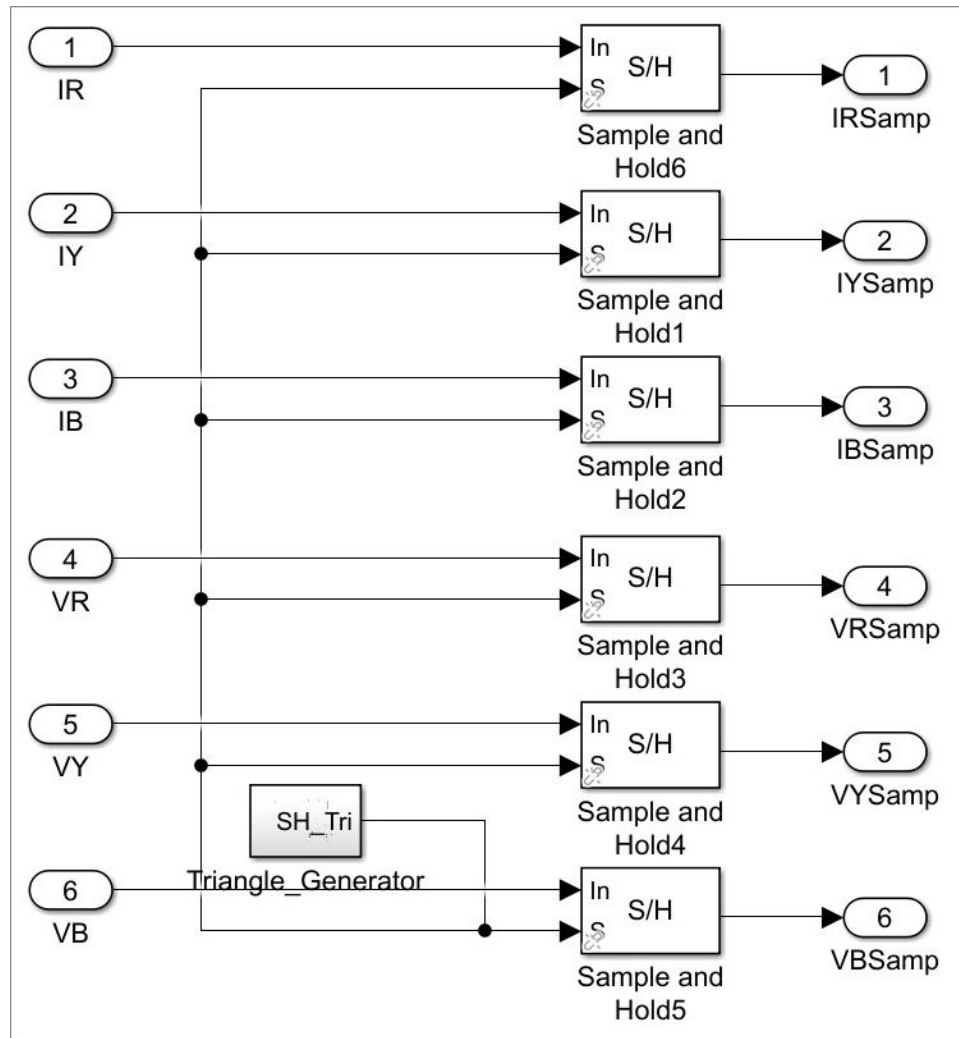 1
IR
In
S
S/H
Sample and
Hold6
1
IRSamp
2
IY
In
S
S/H
Sample and
Hold1
2
IYSamp
3
IB
In
S
S/H
Sample and
Hold2
3
IBSamp
4
VR
In
S
S/H
Sample and
Hold3
4
VRSamp
5
VY
In
S
S/H
Sample and
Hold4
5
VYSamp
SH_Tri
Triangle_Generator
6
VB
In
S
S/H
Sample and
Hold5
6
VBSamp